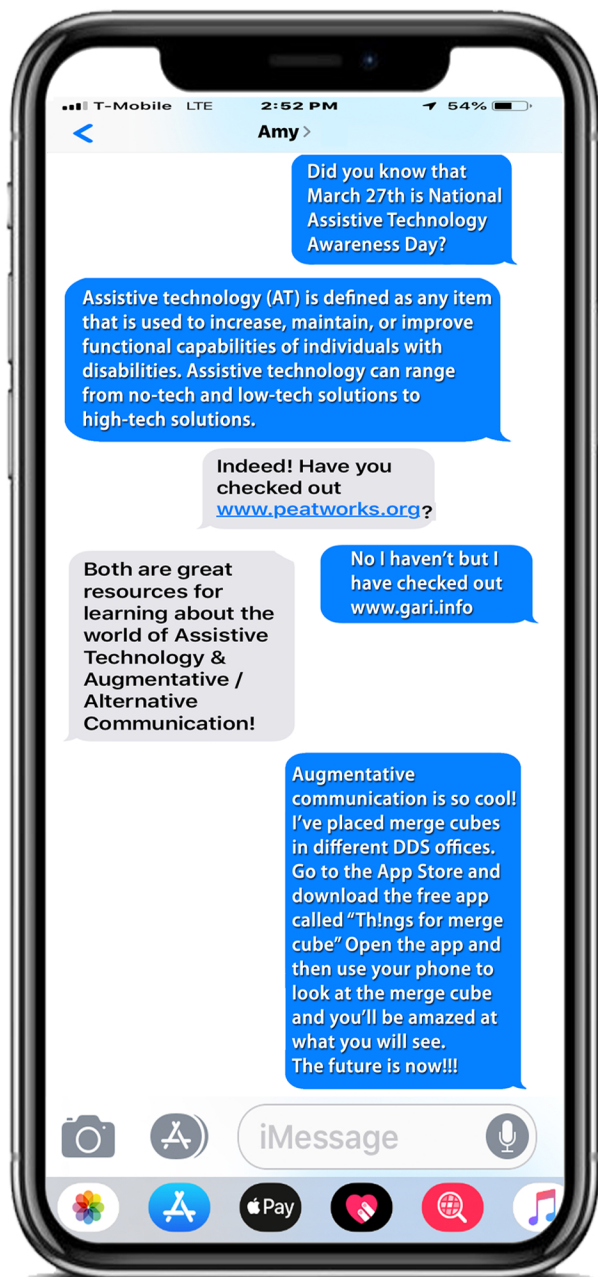 T-Mobile LTE 2:52 PM 54%
Amy
Did you know that
March 27th is National
Assistive Technology
Awareness Day?
Assistive technology (AT) is defined as any item
that is used to increase, maintain, or improve
functional capabilities of individuals with
disabilities. Assistive technology can range
from no-tech and low-tech solutions to
high-tech solutions.
Indeed! Have you
checked out
www.peatworks.org?
No I haven’t but I
have checked out
www.gari.info
Both are great
resources for
learning about the
world of Assistive
Technology &
Augmentative /
Alternative
Communication!
Augmentative
communication is so cool!
I’ve placed merge cubes
in different DDS offices.
Go to the App Store and
download the free app
called “Th!ngs for merge
cube” Open the app and
then use your phone to
look at the merge cube
and you’ll be amazed at
what you will see.
The future is now!!!
iMessage
Pay